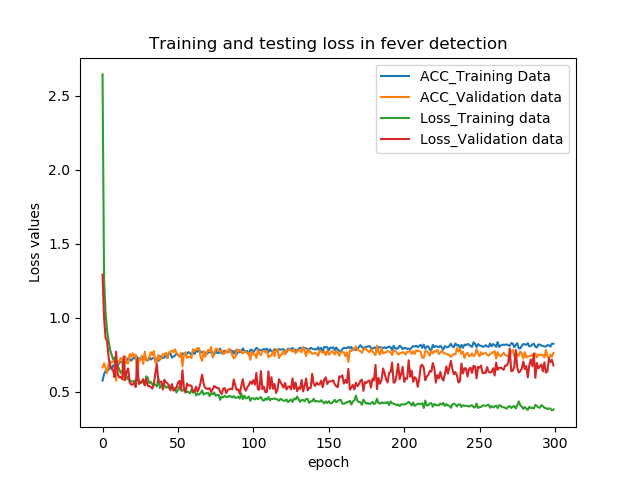 Training and testing loss in fever detection
ACC_Training Data
ACC_Validation data
Loss_Training data
Loss_Validation data
Loss values
2.5
2.0
1.5
1.0
0.5
0
50
100
150
200
250
300
epoch